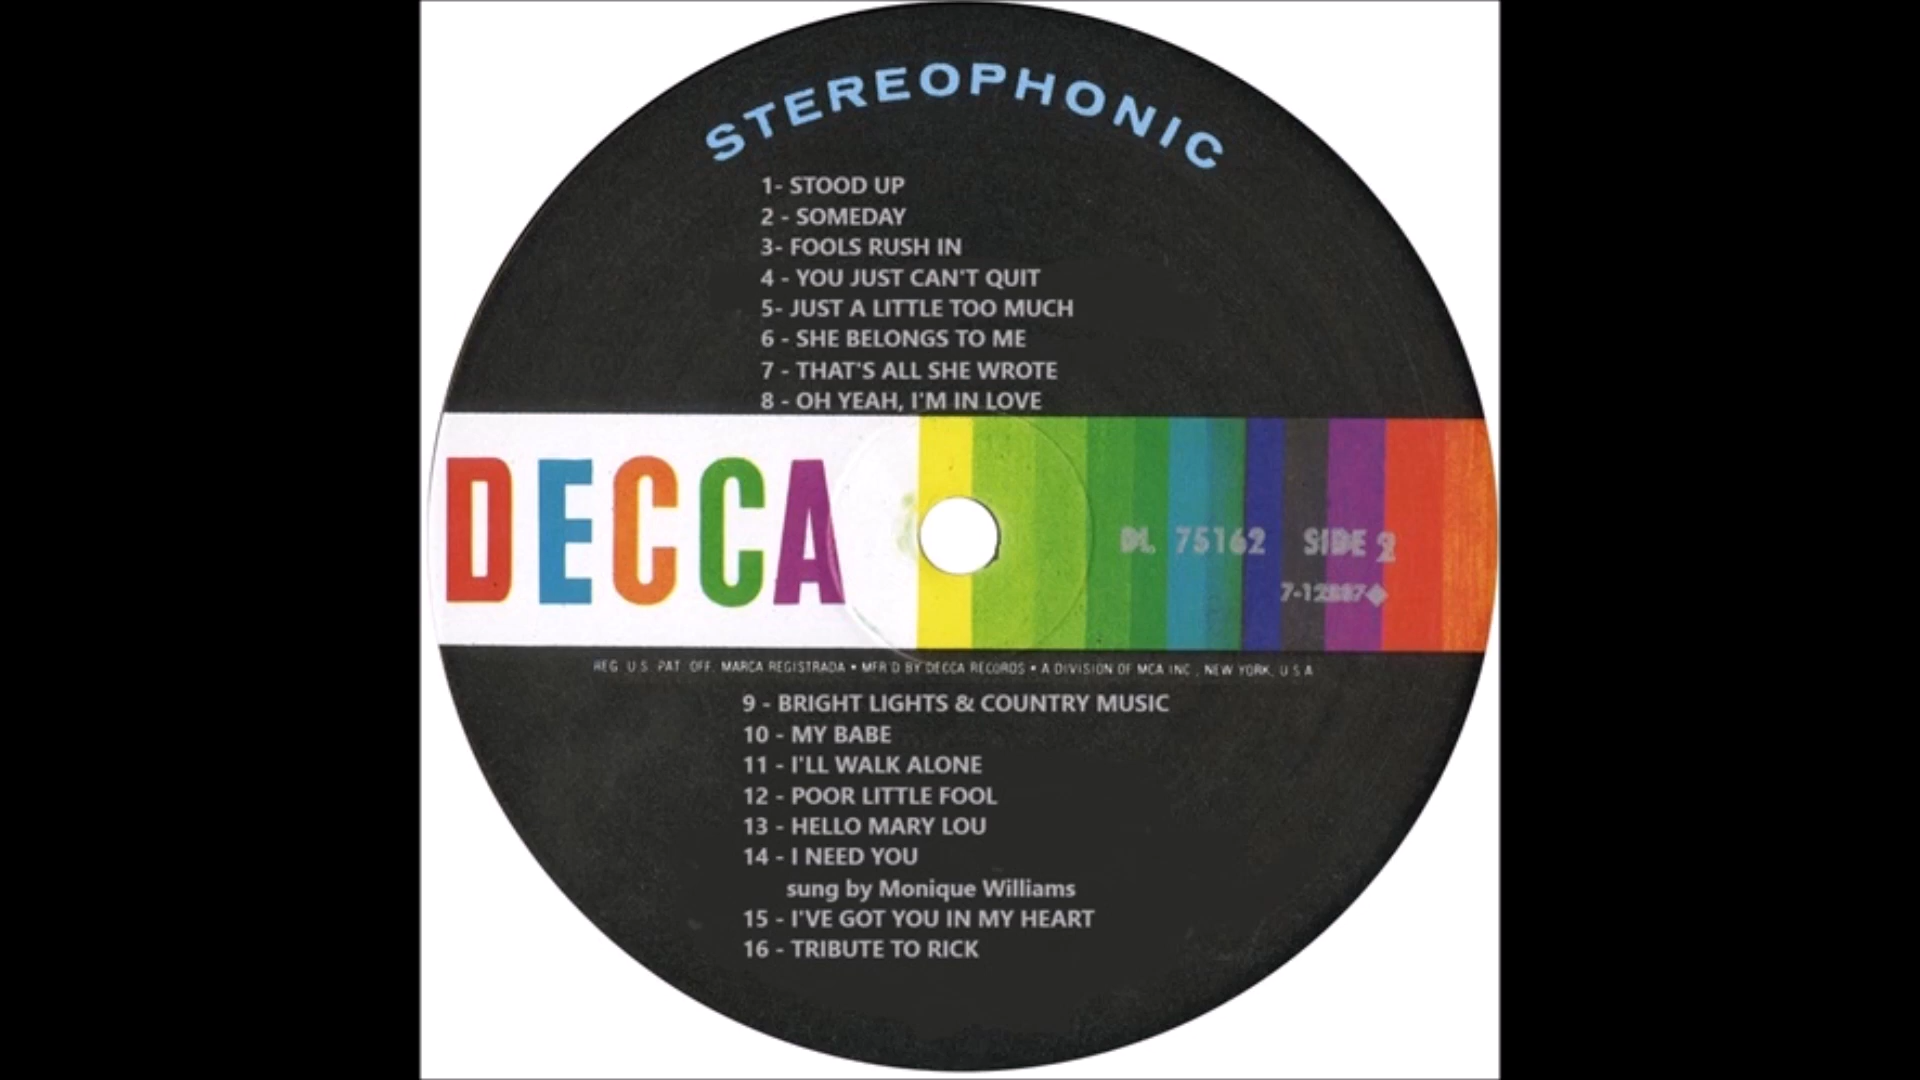 STEREOPHONIC
1- STOOD UP
2 - SOMEDAY
3- FOOLS RUSH IN
4 - YOU JUST CAN'T QUIT
5- JUST A LITTLE TOO MUCH
6 - SHE BELONGS TO ME
7 - THAT'S ALL SHE WROTE
8 - OH YEAH, I'M IN LOVE
DECCA
DL 75162 SIDE 2
REG. U.S. PAT. OFF. MARCA REGISTRADA • MFR'D BY DECCA RECORDS • A DIVISION OF MCA INC., NEW YORK, U.S.A
9 - BRIGHT LIGHTS & COUNTRY MUSIC
10 - MY BABE
11 - I'LL WALK ALONE
12 - POOR LITTLE FOOL
13 - HELLO MARY LOU
14 - I NEED YOU
sung by Monique Williams
15 - I'VE GOT YOU IN MY HEART
16 - TRIBUTE TO RICK